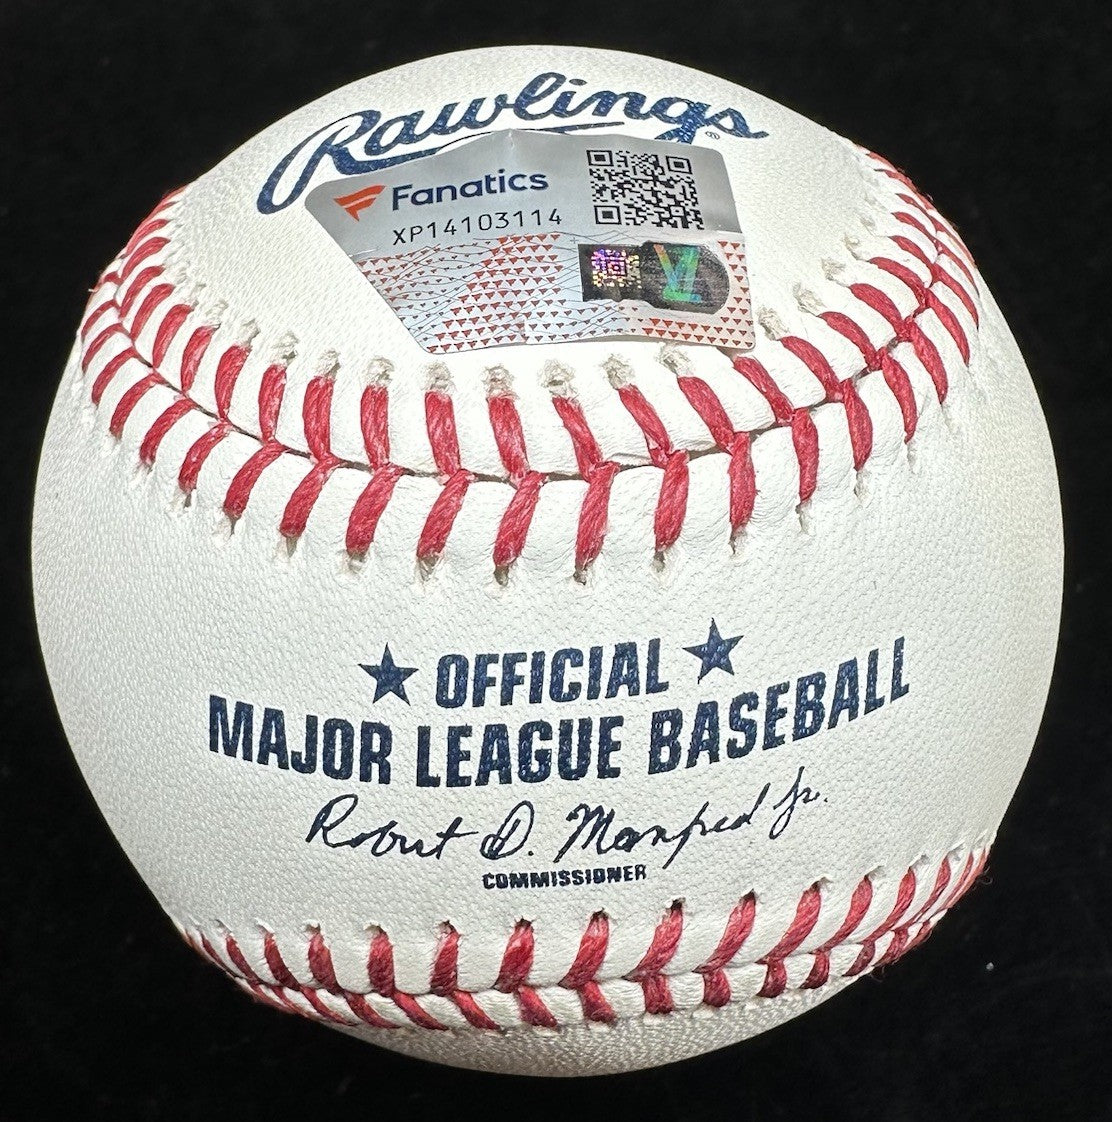 Rawlings®
Fanatics
XP14103114
OFFICIAL
MAJOR LEAGUE BASEBALL
Robert D. Manfred Jr.
COMMISSIONER